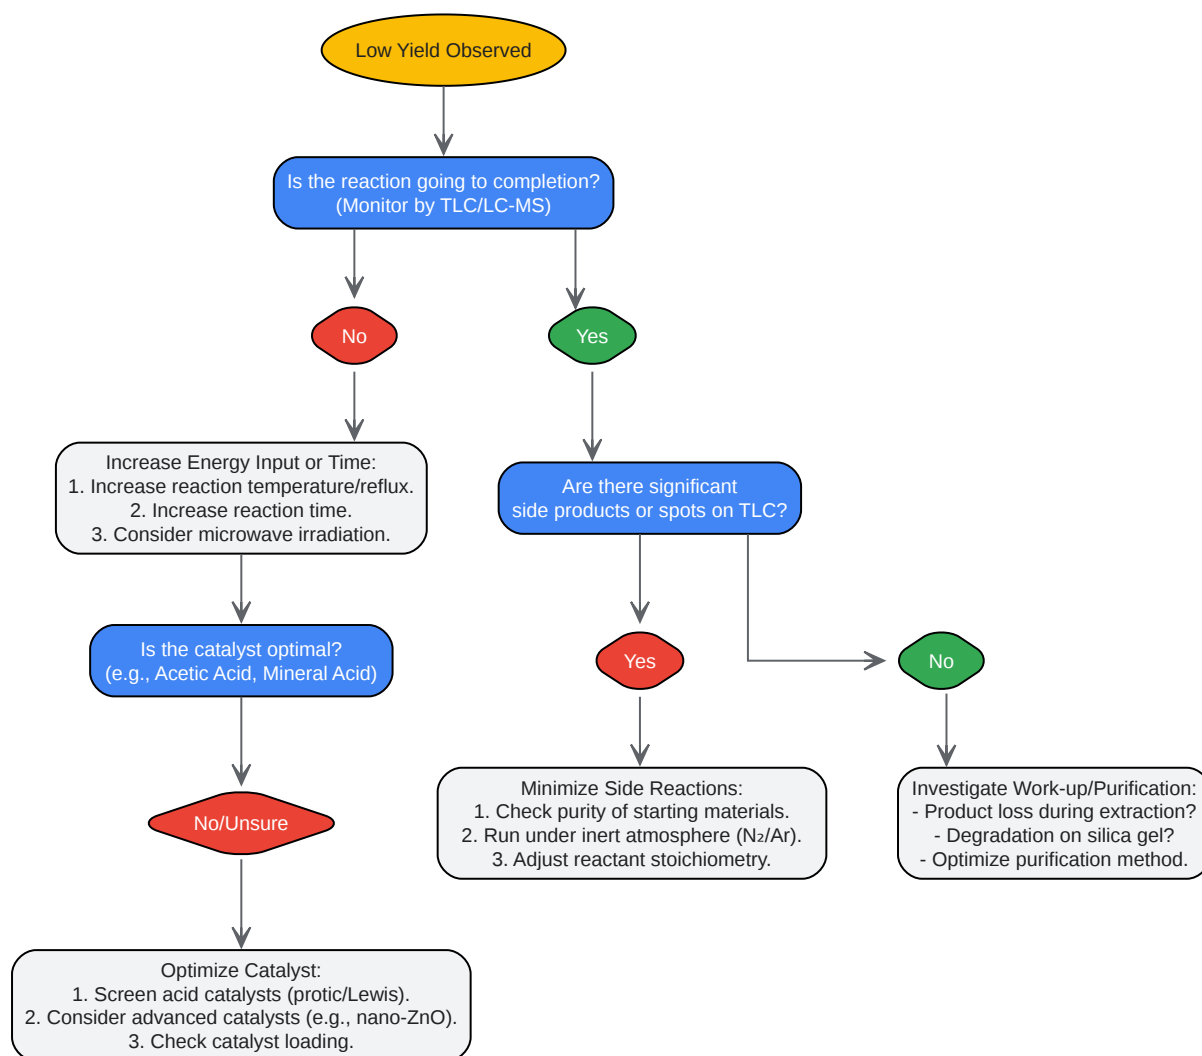 Low Yield Observed
Is the reaction going to completion?
(Monitor by TLC/LC-MS)
No
Yes
Increase Energy Input or Time:
1. Increase reaction temperature/reflux.
2. Increase reaction time.
3. Consider microwave irradiation.
Are there significant
side products or spots on TLC?
Is the catalyst optimal?
(e.g., Acetic Acid, Mineral Acid)
Yes
No
No/Unsure
Minimize Side Reactions:
1. Check purity of starting materials.
2. Run under inert atmosphere (N₂/Ar).
3. Adjust reactant stoichiometry.
Investigate Work-up/Purification:
- Product loss during extraction?
- Degradation on silica gel?
- Optimize purification method.
Optimize Catalyst:
1. Screen acid catalysts (protic/Lewis).
2. Consider advanced catalysts (e.g., nano-ZnO).
3. Check catalyst loading.